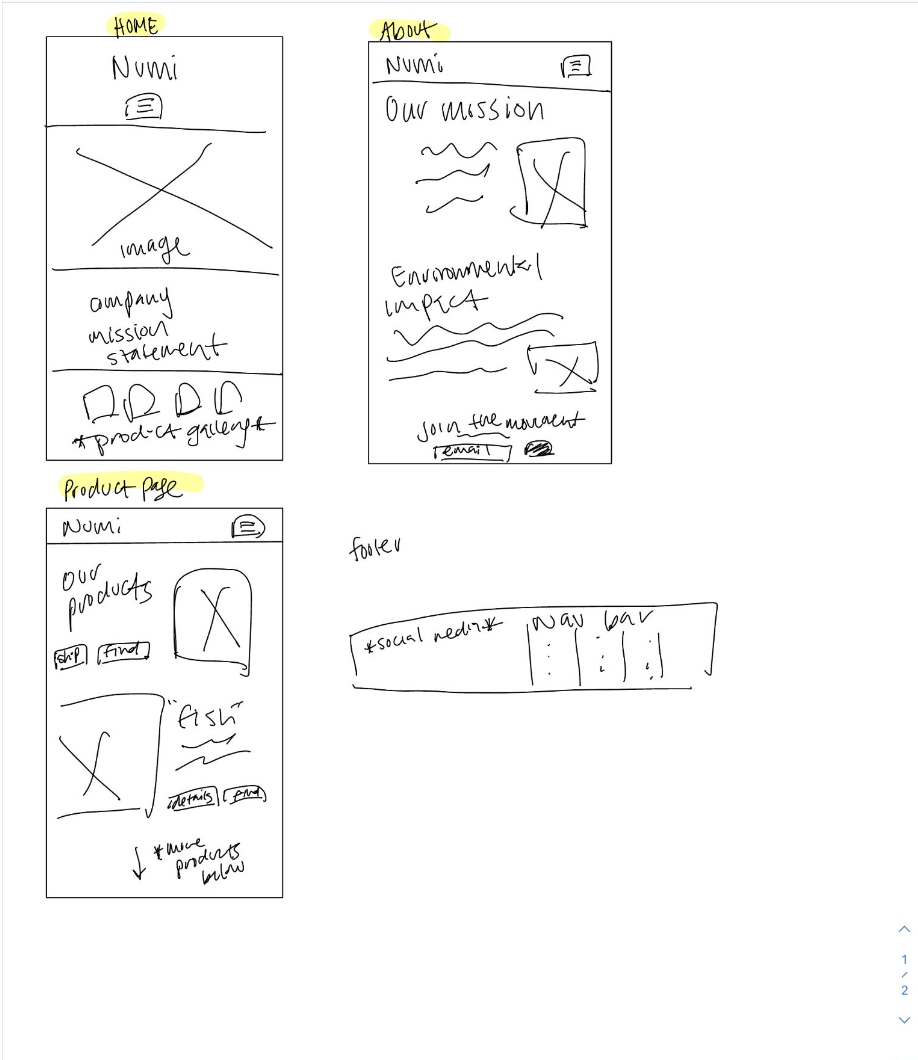 HOME
Numi
image
company
mission
statement
*product gallery*
About
Numi
Our mission
Environmental
impact
Join the movement
email
Product page
Numi
our
products
ship find
"fish"
details find
*more
products
below
footer
*social media*
Nav bar
1
/
2